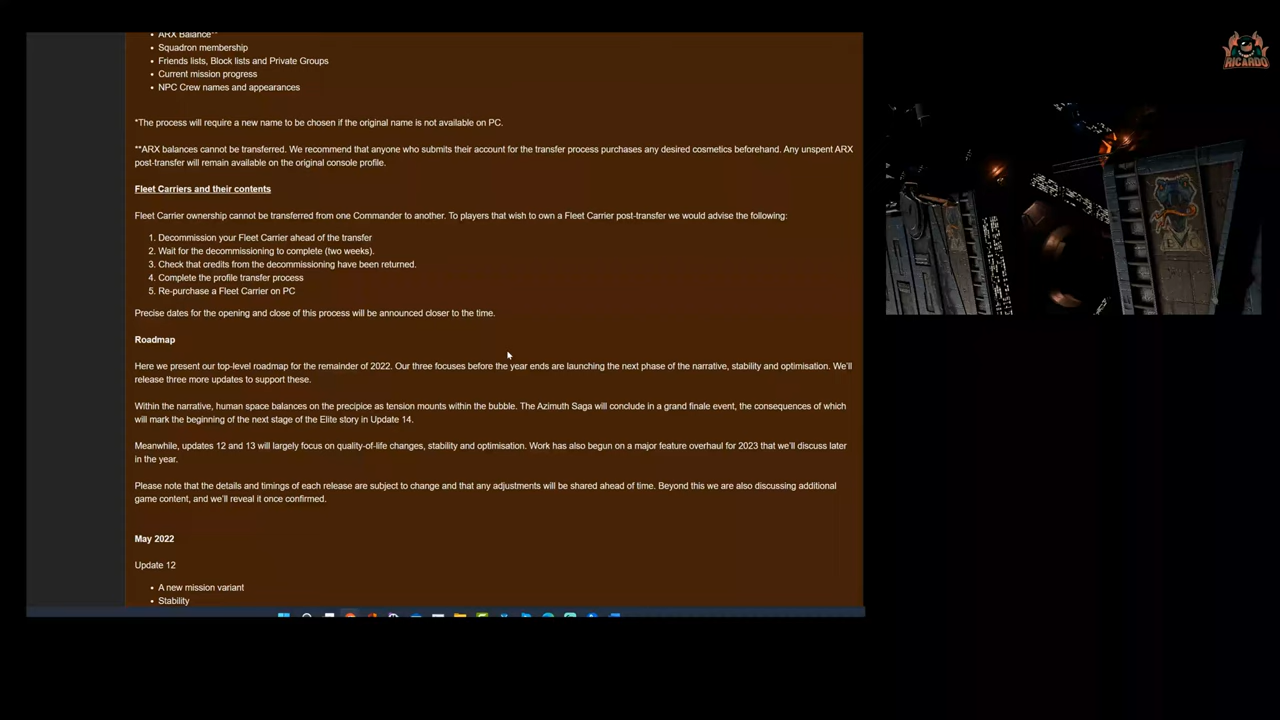 ARX Balance**
Squadron membership
Friends lists, Block lists and Private Groups
Current mission progress
NPC Crew names and appearances
*The process will require a new name to be chosen if the original name is not available on PC.
**ARX balances cannot be transferred. We recommend that anyone who submits their account for the transfer process purchases any desired cosmetics beforehand. Any unspent ARX
post-transfer will remain available on the original console profile.
Fleet Carriers and their contents
Fleet Carrier ownership cannot be transferred from one Commander to another. To players that wish to own a Fleet Carrier post-transfer we would advise the following:
1. Decommission your Fleet Carrier ahead of the transfer
2. Wait for the decommissioning to complete (two weeks).
3. Check that credits from the decommissioning have been returned.
4. Complete the profile transfer process
5. Re-purchase a Fleet Carrier on PC
Precise dates for the opening and close of this process will be announced closer to the time.
Roadmap
Here we present our top-level roadmap for the remainder of 2022. Our three focuses before the year ends are launching the next phase of the narrative, stability and optimisation. We'll
release three more updates to support these.
Within the narrative, human space balances on the precipice as tension mounts within the bubble. The Azimuth Saga will conclude in a grand finale event, the consequences of which
will mark the beginning of the next stage of the Elite story in Update 14.
Meanwhile, updates 12 and 13 will largely focus on quality-of-life changes, stability and optimisation. Work has also begun on a major feature overhaul for 2023 that we'll discuss later
in the year.
Please note that the details and timings of each release are subject to change and that any adjustments will be shared ahead of time. Beyond this we are also discussing additional
game content, and we'll reveal it once confirmed.
May 2022
Update 12
A new mission variant
Stability
RICARDO